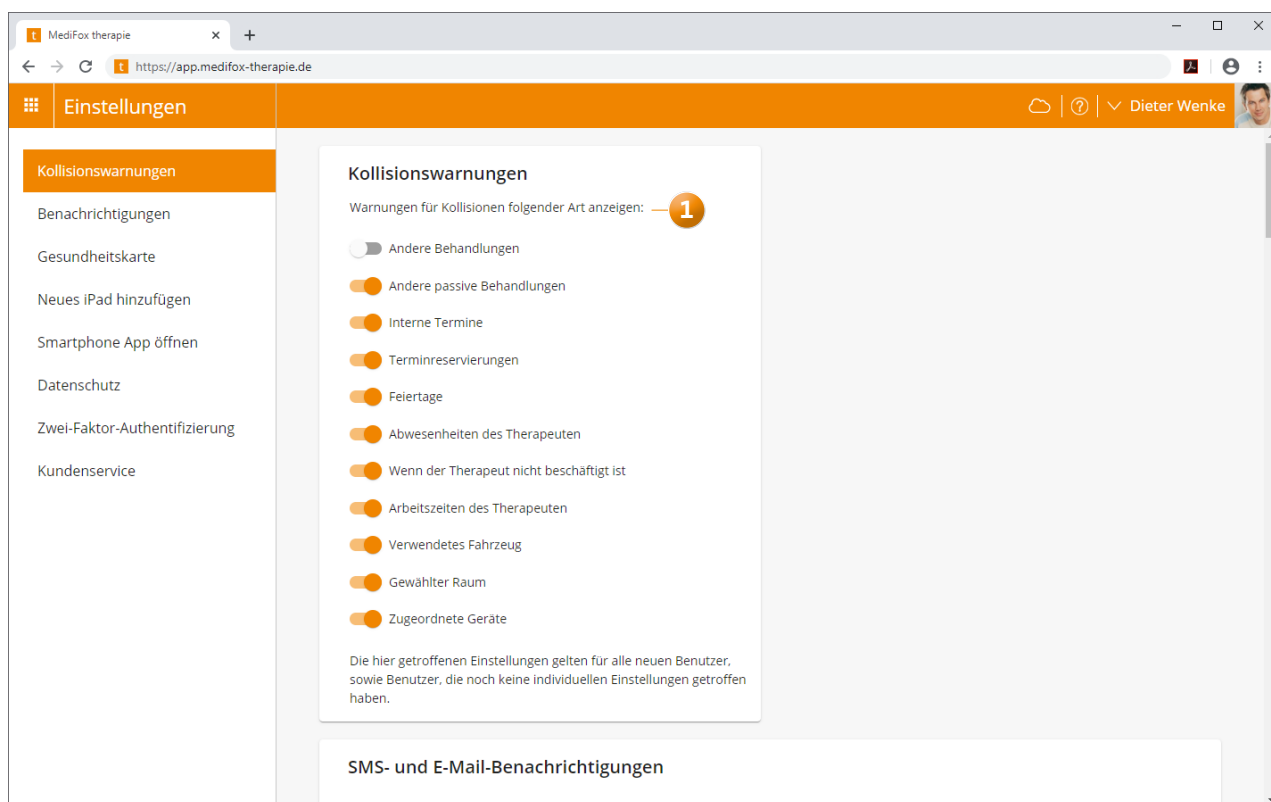 MediFox therapie
https://app.medifox-therapie.de
Einstellungen
Dieter Wenke
Kollisionswarnungen
Benachrichtigungen
Gesundheitskarte
Neues iPad hinzufügen
Smartphone App öffnen
Datenschutz
Zwei-Faktor-Authentifizierung
Kundenservice
Kollisionswarnungen
Warnungen für Kollisionen folgender Art anzeigen:
1
Andere Behandlungen
Andere passive Behandlungen
Interne Termine
Terminreservierungen
Feiertage
Abwesenheiten des Therapeuten
Wenn der Therapeut nicht beschäftigt ist
Arbeitszeiten des Therapeuten
Verwendetes Fahrzeug
Gewählter Raum
Zugeordnete Geräte
Die hier getroffenen Einstellungen gelten für alle neuen Benutzer,
sowie Benutzer, die noch keine individuellen Einstellungen getroffen
haben.
SMS- und E-Mail-Benachrichtigungen